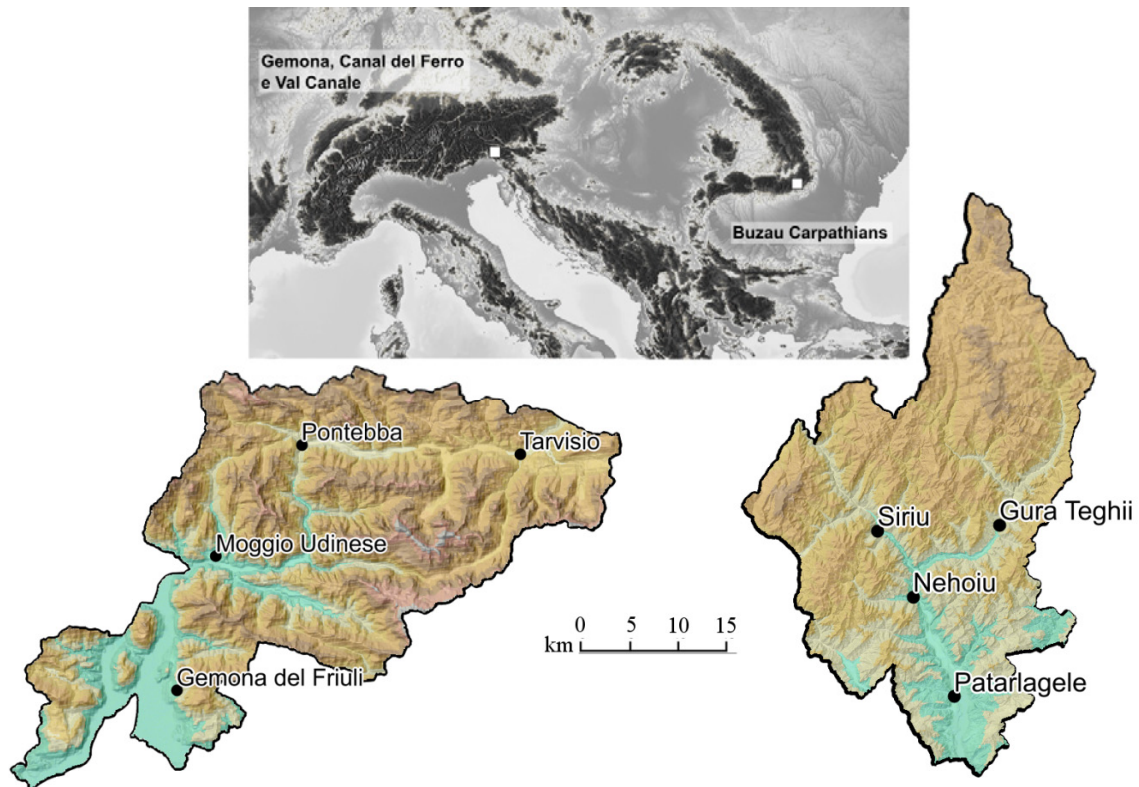 Gemona, Canal del Ferro
e Val Canale
Buzau Carpathians
Pontebba
Tarvisio
Moggio Udinese
Gemona del Friuli
km 0 5 10 15
Siriu
Gura Teghii
Nehoiu
Patarlagele